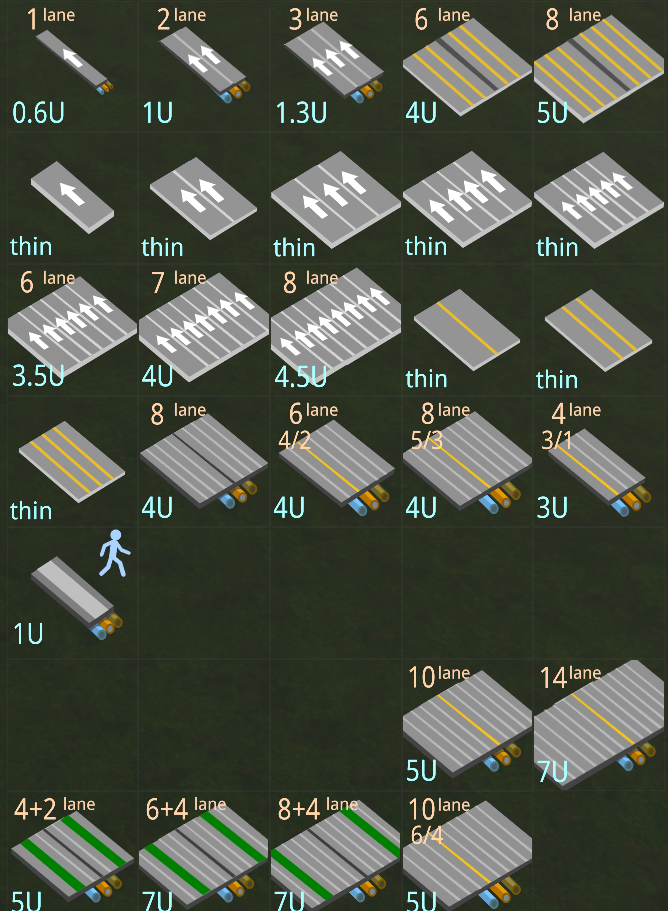 1 lane
2 lane
3 lane
6 lane
8 lane
0.6U
1U
1.3U
4U
5U
thin
thin
thin
thin
thin
6 lane
7 lane
8 lane
3.5U
4U
4.5U
thin
thin
8 lane
6 lane
4/2
8 lane
5/3
4 lane
3/1
thin
4U
4U
4U
3U
1U
10 lane
14 lane
5U
7U
4+2 lane
6+4 lane
8+4 lane
10 lane
6/4
5U
7U
7U
5U